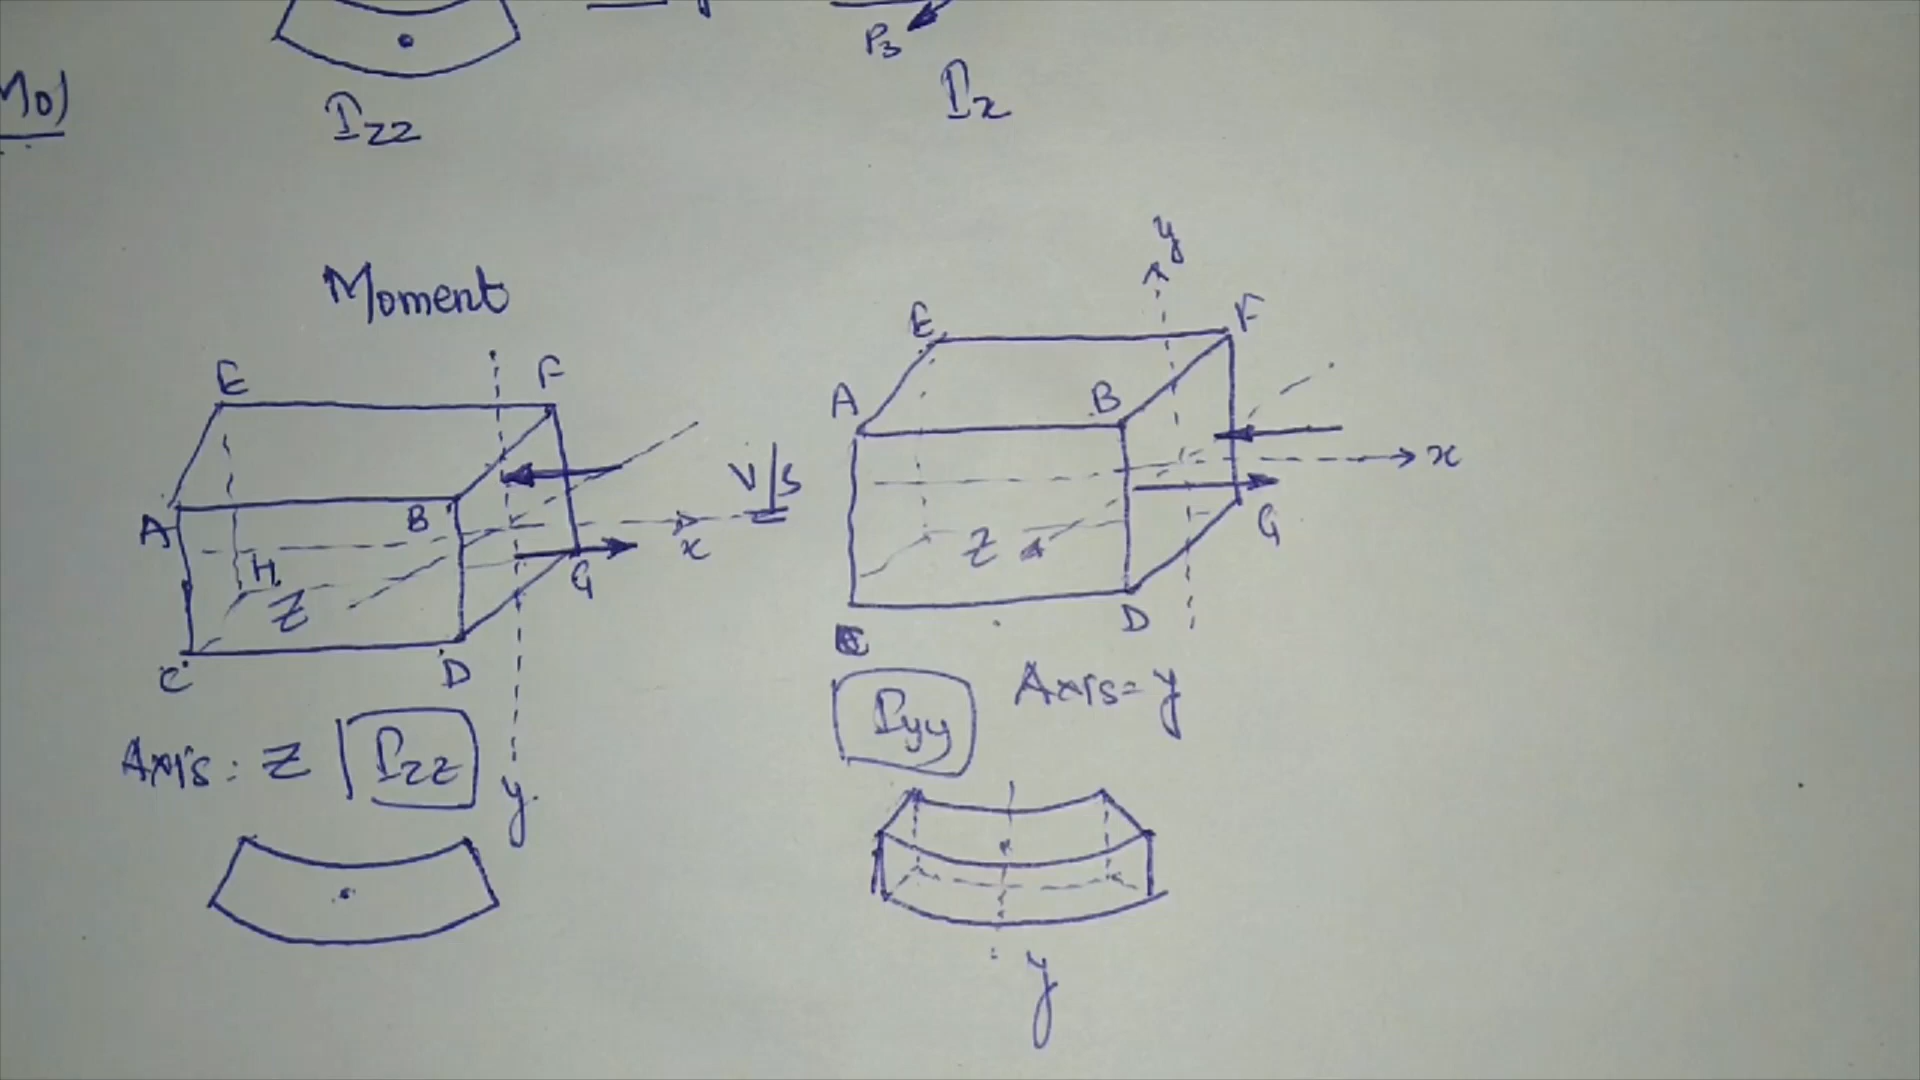 P3
Mo)
Izz
Iz
Moment
y
E
F
E
F
A
B
A
B
V/S
x
x
H
Z
G
Z
G
C
D
D
Axis: Z | Izz
y
Iyy
Axis = y
y